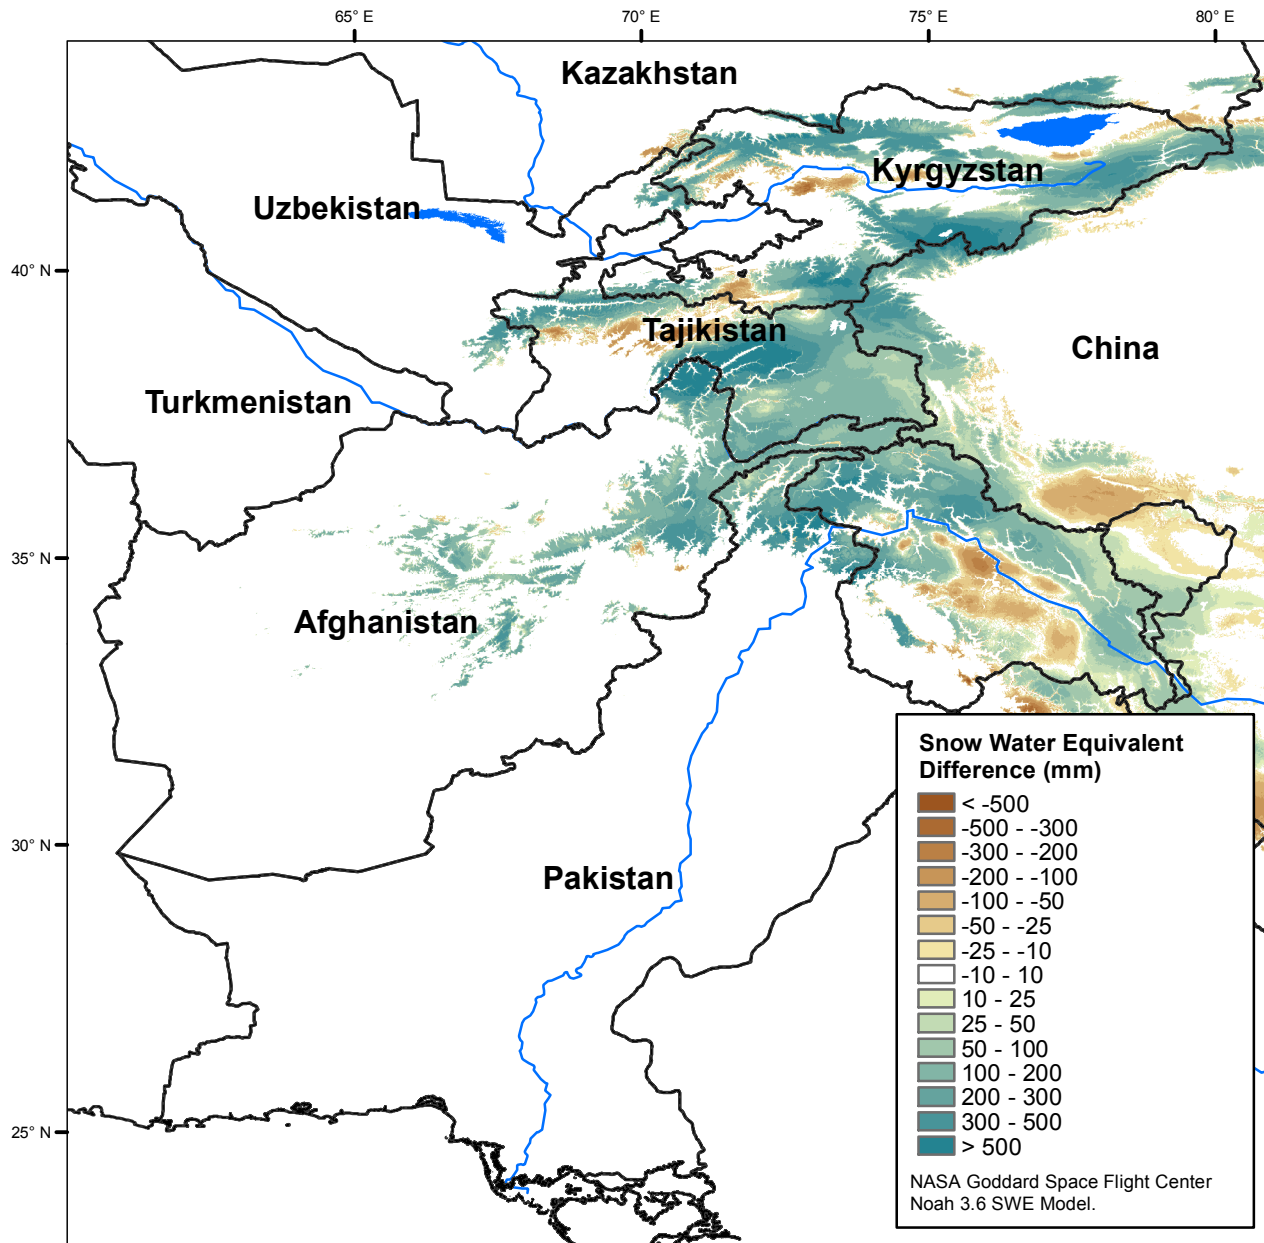 65° E
70° E
75° E
80° E
Kazakhstan
Kyrgyzstan
Uzbekistan
40° N
Tajikistan
China
Turkmenistan
35° N
Afghanistan
30° N
Pakistan
25° N
Snow Water Equivalent
Difference (mm)
< -500
-500 - -300
-300 - -200
-200 - -100
-100 - -50
-50 - -25
-25 - -10
-10 - 10
10 - 25
25 - 50
50 - 100
100 - 200
200 - 300
300 - 500
> 500
NASA Goddard Space Flight Center
Noah 3.6 SWE Model.